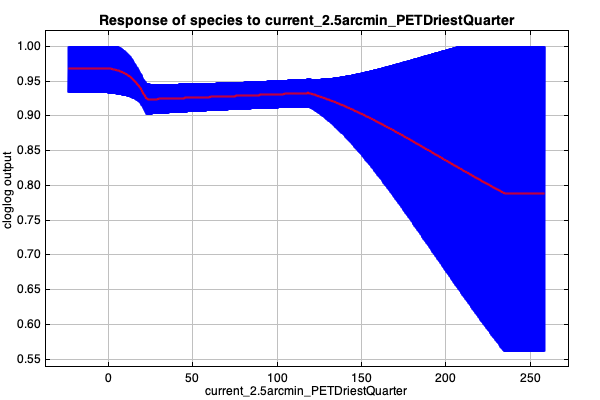 Response of species to current_2.5arcmin_PETDriestQuarter
1.00
0.95
0.90
0.85
0.80
0.75
0.70
0.65
0.60
0.55
cloglog output
0 50 100 150 200 250
current_2.5arcmin_PETDriestQuarter